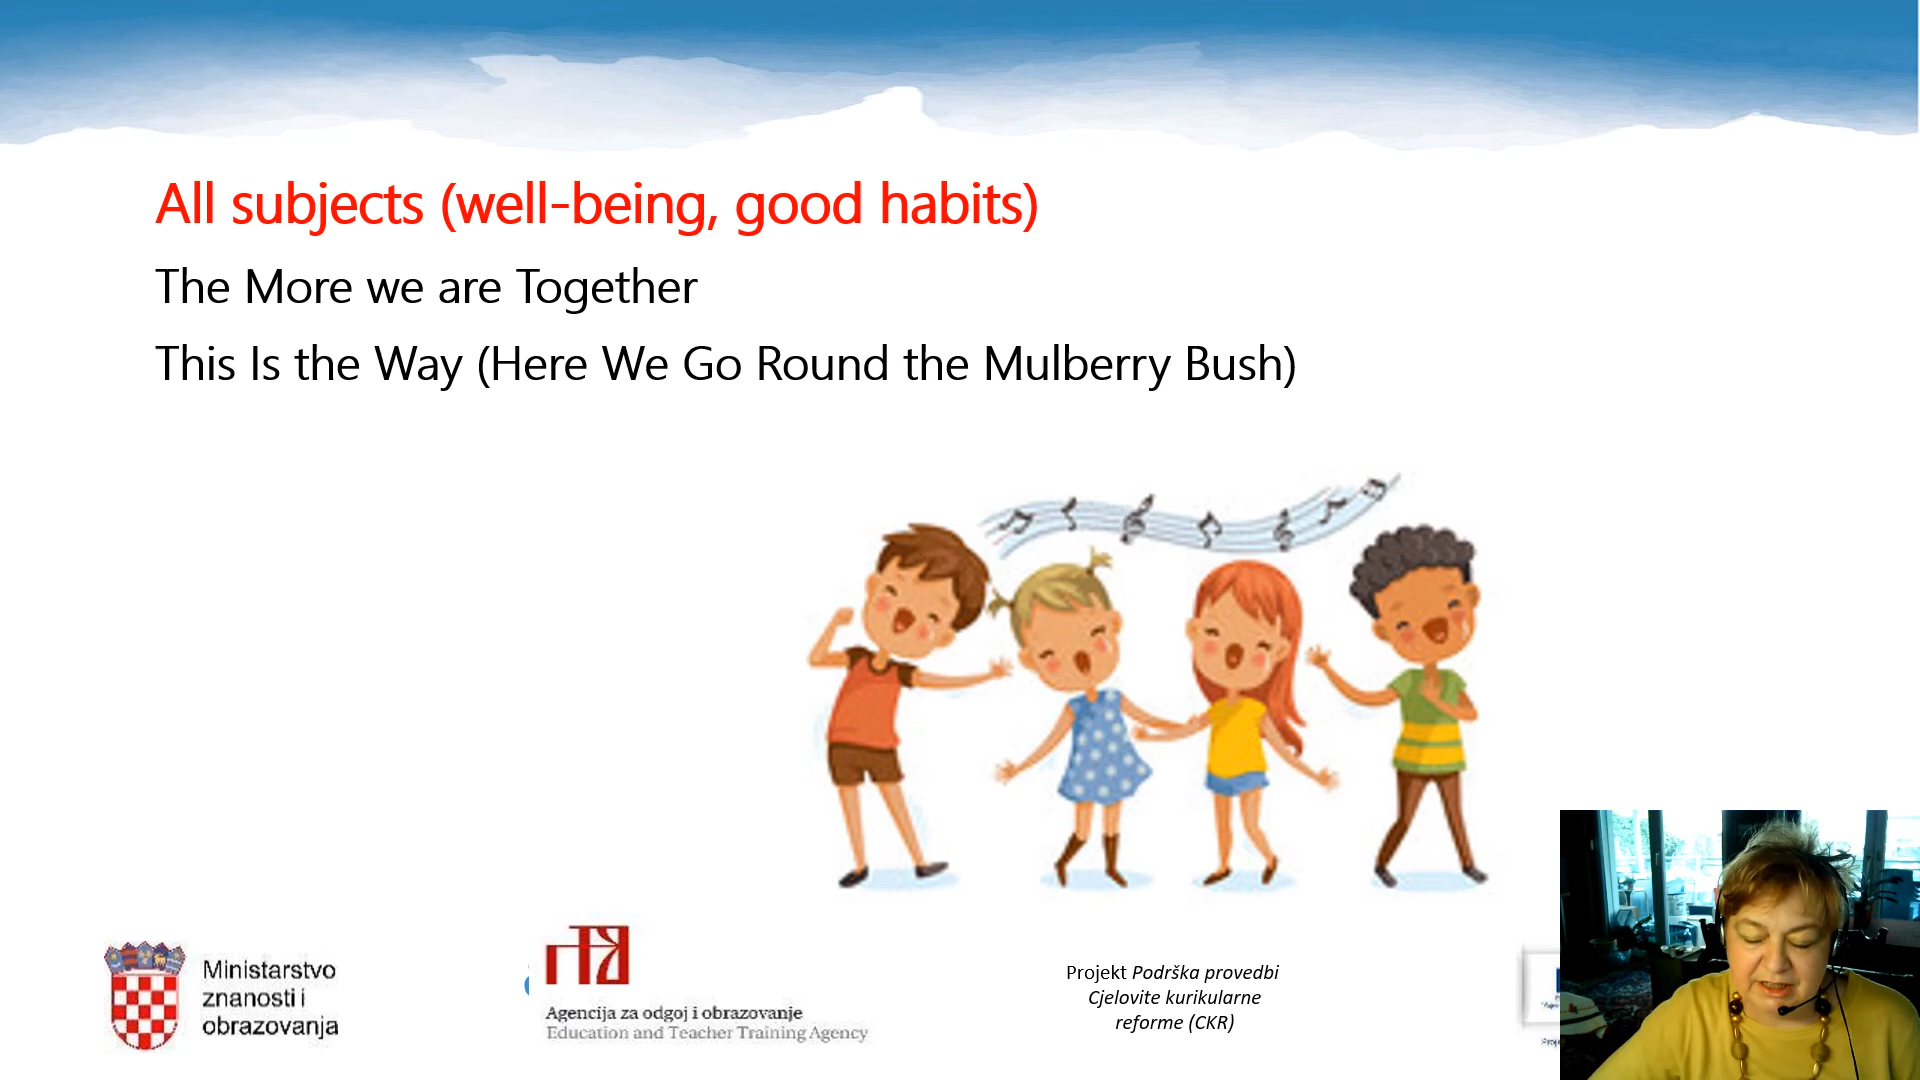 All subjects (well-being, good habits)
The More we are Together
This Is the Way (Here We Go Round the Mulberry Bush)
Ministarstvo
znanosti i
obrazovanja
Agencija za odgoj i obrazovanje
Education and Teacher Training Agency
Projekt Podrška provedbi
Cjelovite kurikularne
reforme (CKR)